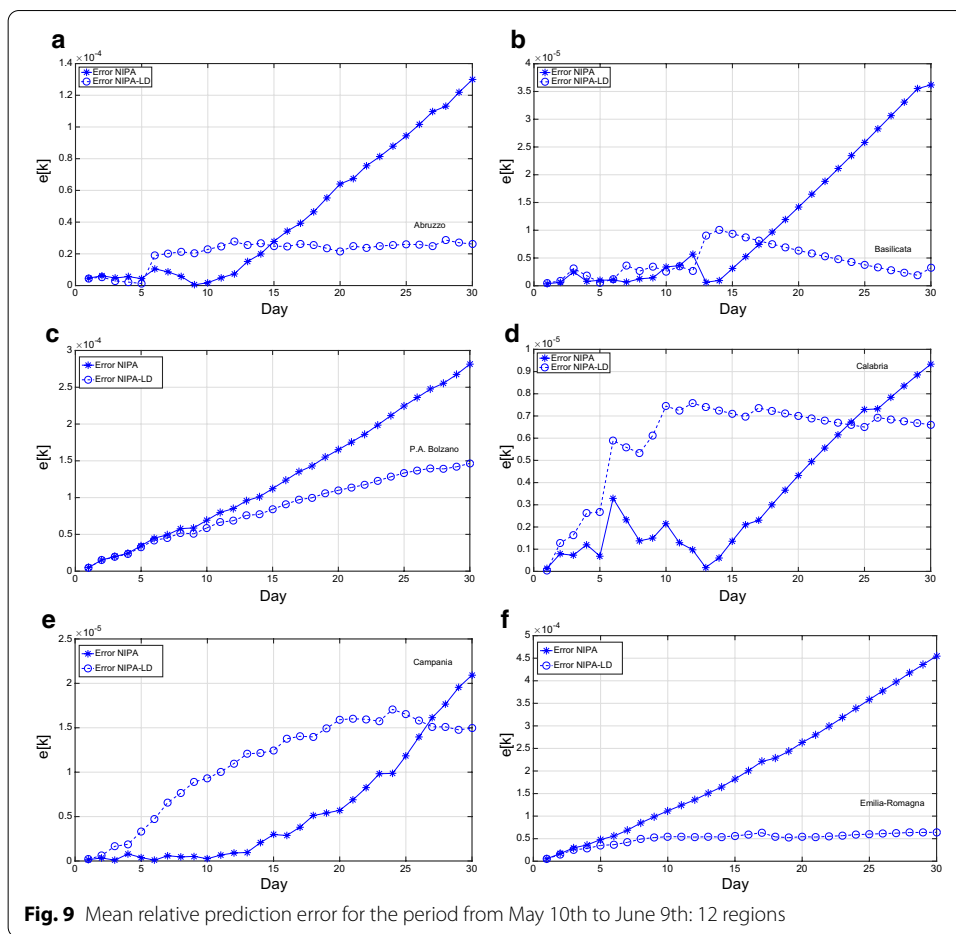 a
×10⁻⁴
1.4
1.2
1
0.8
0.6
0.4
0.2
0
Error NIPA
Error NIPA-LD
Abruzzo
e[k]
0 5 10 15 20 25 30
Day
b
×10⁻⁵
4
3.5
3
2.5
2
1.5
1
0.5
0
Error NIPA
Error NIPA-LD
Basilicata
e[k]
0 5 10 15 20 25 30
Day
c
×10⁻⁴
3
2.5
2
1.5
1
0.5
0
Error NIPA
Error NIPA-LD
P.A. Bolzano
e[k]
0 5 10 15 20 25 30
Day
d
×10⁻⁵
1
0.9
0.8
0.7
0.6
0.5
0.4
0.3
0.2
0.1
0
Error NIPA
Error NIPA-LD
Calabria
e[k]
0 5 10 15 20 25 30
Day
e
×10⁻⁵
2.5
2
1.5
1
0.5
0
Error NIPA
Error NIPA-LD
Campania
e[k]
0 5 10 15 20 25 30
Day
f
×10⁻⁴
5
4.5
4
3.5
3
2.5
2
1.5
1
0.5
0
Error NIPA
Error NIPA-LD
Emilia-Romagna
e[k]
0 5 10 15 20 25 30
Day
Fig. 9 Mean relative prediction error for the period from May 10th to June 9th: 12 regions